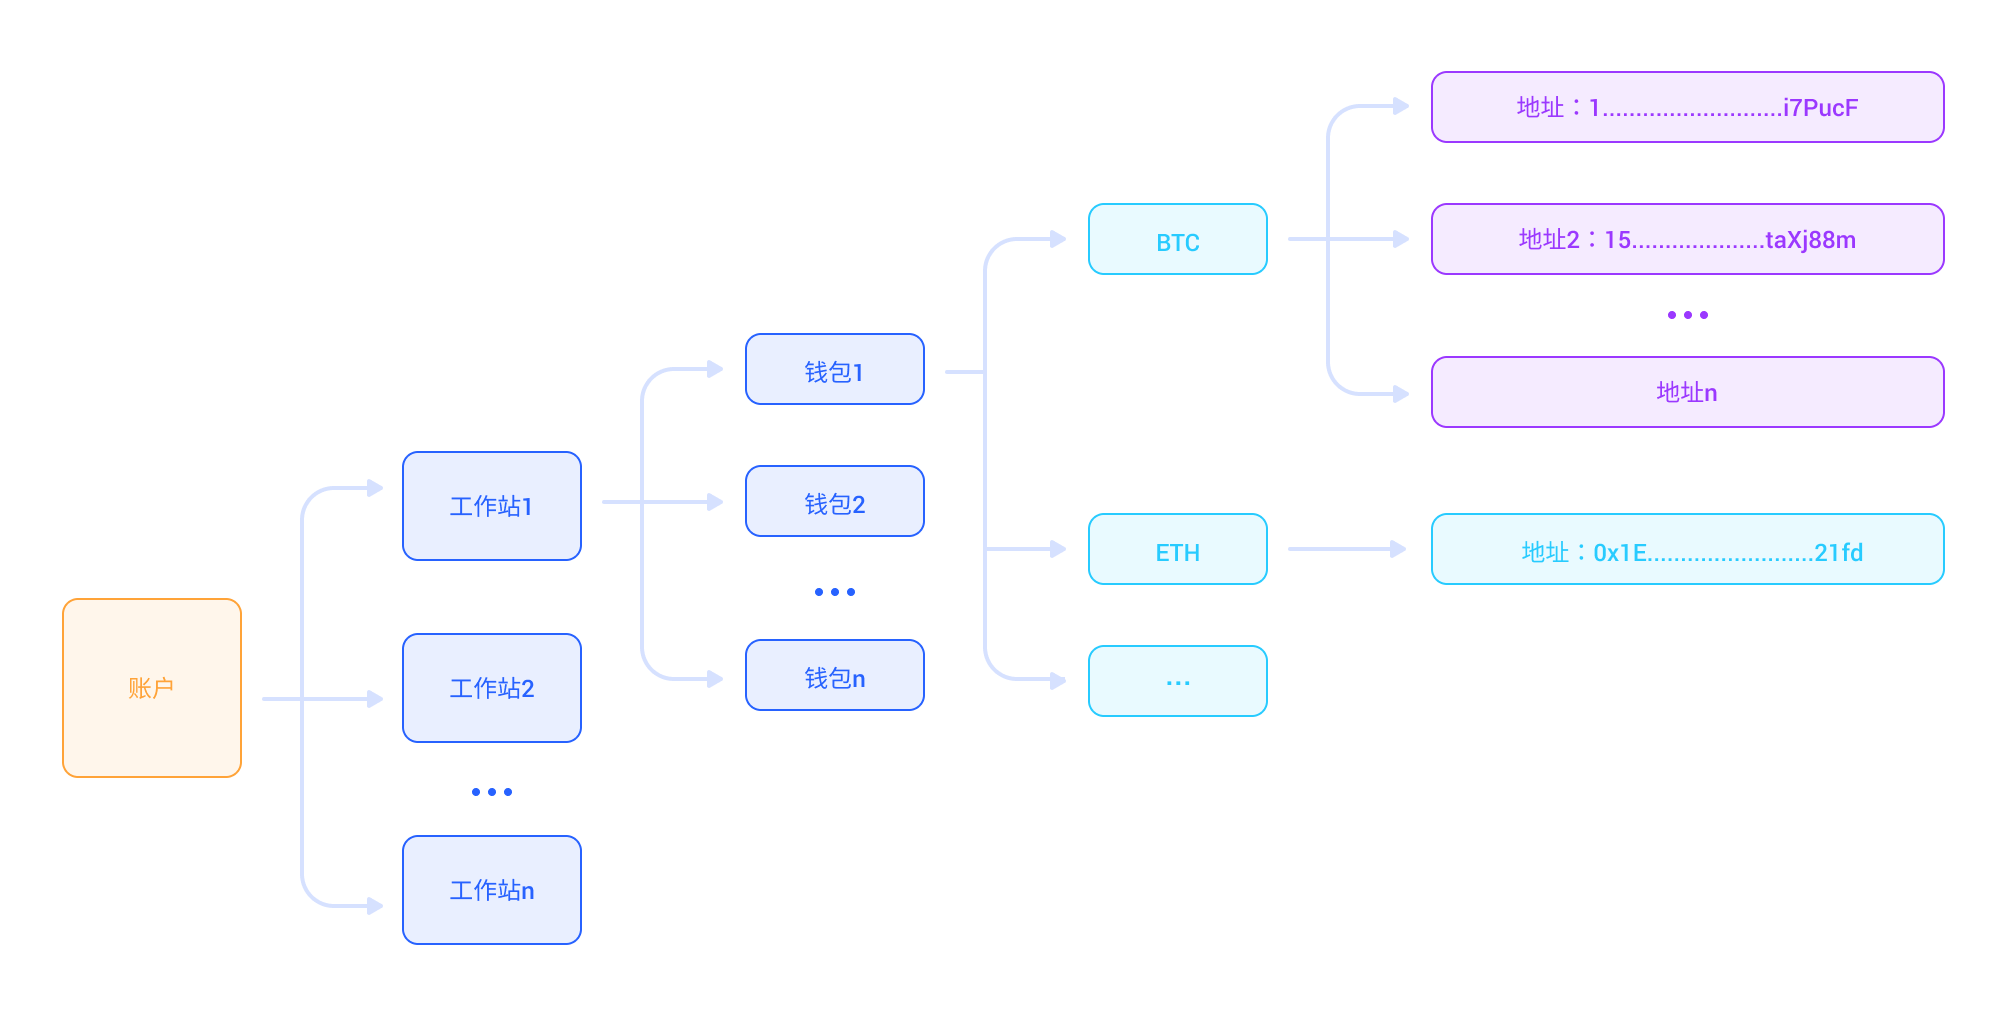 账户
工作站1
工作站2
工作站n
钱包1
钱包2
钱包n
BTC
ETH
...
地址：1...........................i7PucF
地址2：15....................taXj88m
地址n
地址：0x1E.........................21fd